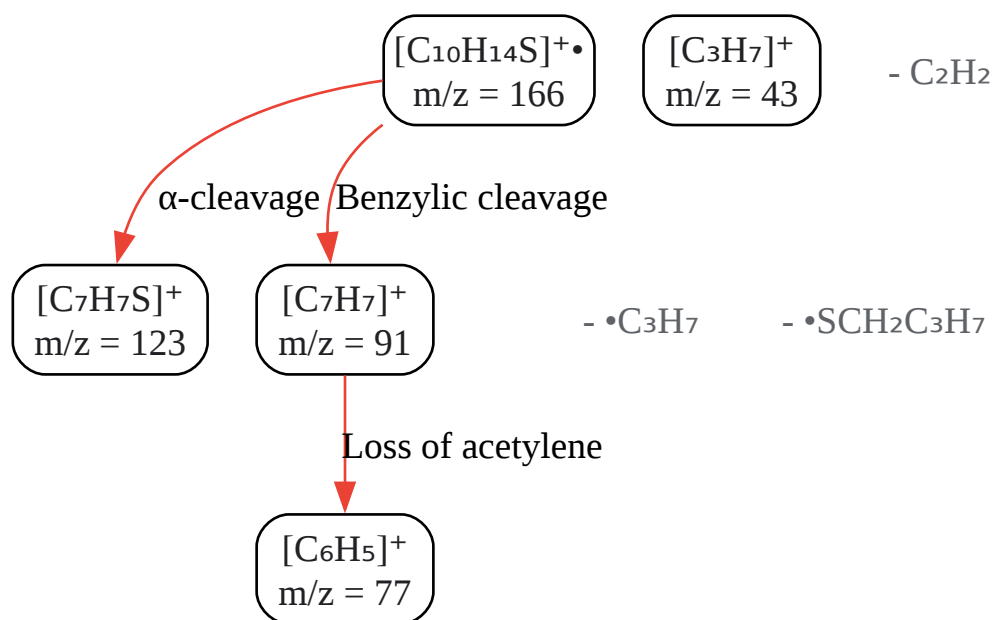 [C₁₀H₁₄S]⁺•
m/z = 166
[C₃H₇]⁺
m/z = 43
- C₂H₂
α-cleavage
Benzylic cleavage
[C₇H₇S]⁺
m/z = 123
[C₇H₇]⁺
m/z = 91
- •C₃H₇
- •SCH₂C₃H₇
Loss of acetylene
[C₆H₅]⁺
m/z = 77